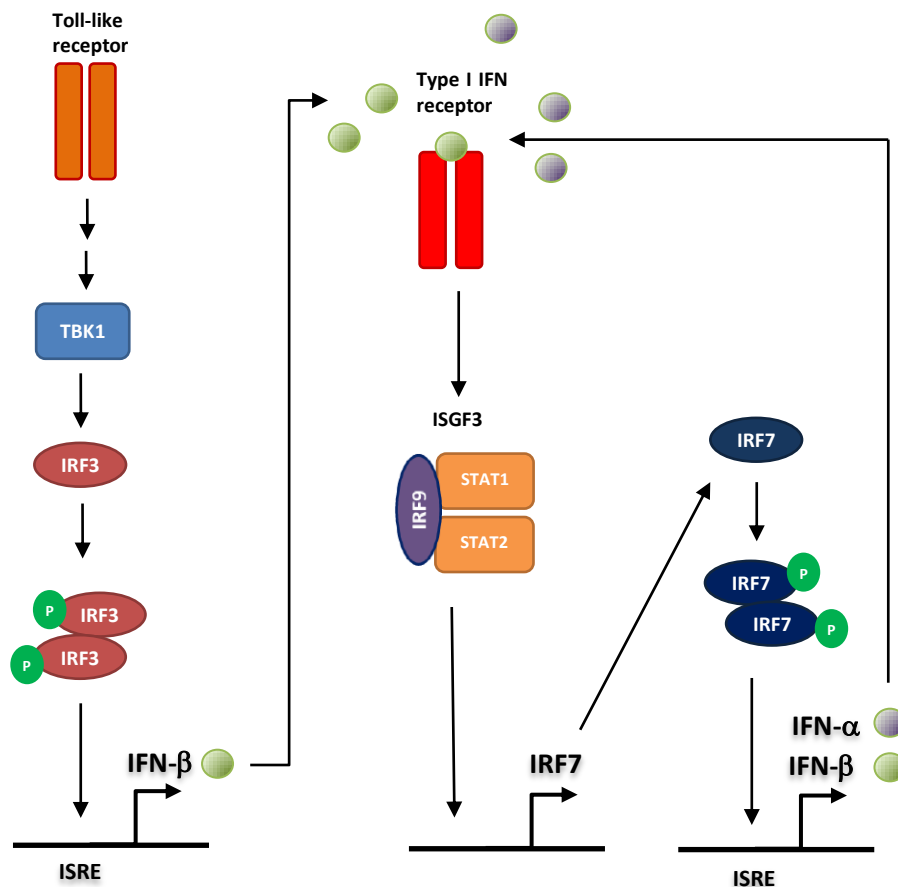 Toll-like
receptor
TBK1
IRF3
P
IRF3
P
IRF3
IFN-β
ISRE
Type I IFN
receptor
ISGF3
IRF9
STAT1
STAT2
IRF7
IRF7
IRF7
P
IRF7
P
IFN-α
IFN-β
ISRE